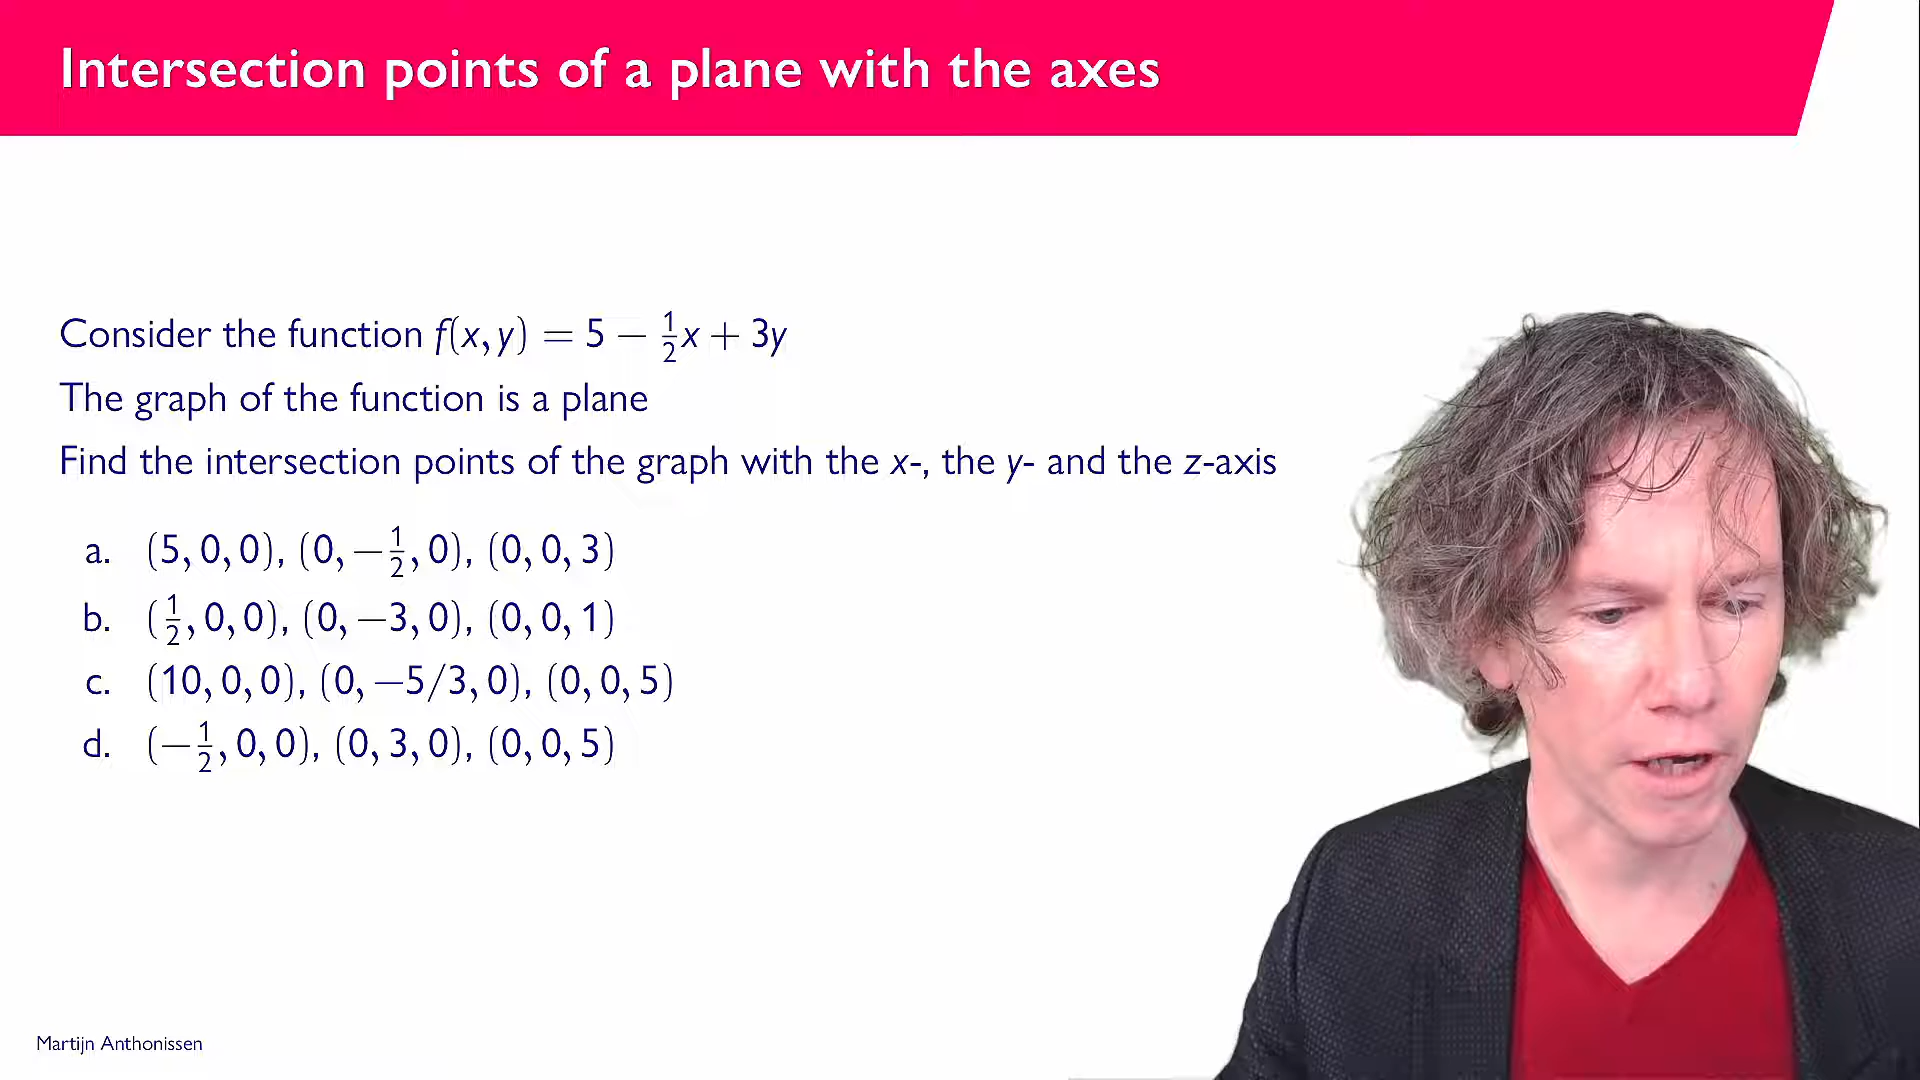 Intersection points of a plane with the axes
Consider the function f(x, y) = 5 − ½x + 3y
The graph of the function is a plane
Find the intersection points of the graph with the x-, the y- and the z-axis
a. (5, 0, 0), (0, −½, 0), (0, 0, 3)
b. (½, 0, 0), (0, −3, 0), (0, 0, 1)
c. (10, 0, 0), (0, −5/3, 0), (0, 0, 5)
d. (−½, 0, 0), (0, 3, 0), (0, 0, 5)
Martijn Anthonissen